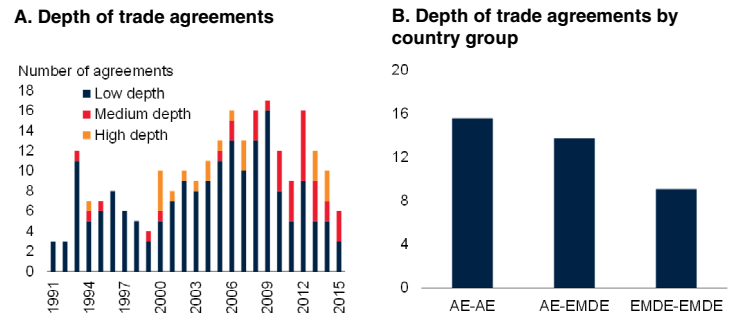 A. Depth of trade agreements
Number of agreements
18
16
14
12
10
8
6
4
2
0
Low depth
Medium depth
High depth
1991
1994
1997
2000
2003
2006
2009
2012
2015
B. Depth of trade agreements by
country group
20
16
12
8
4
0
AE-AE
AE-EMDE
EMDE-EMDE